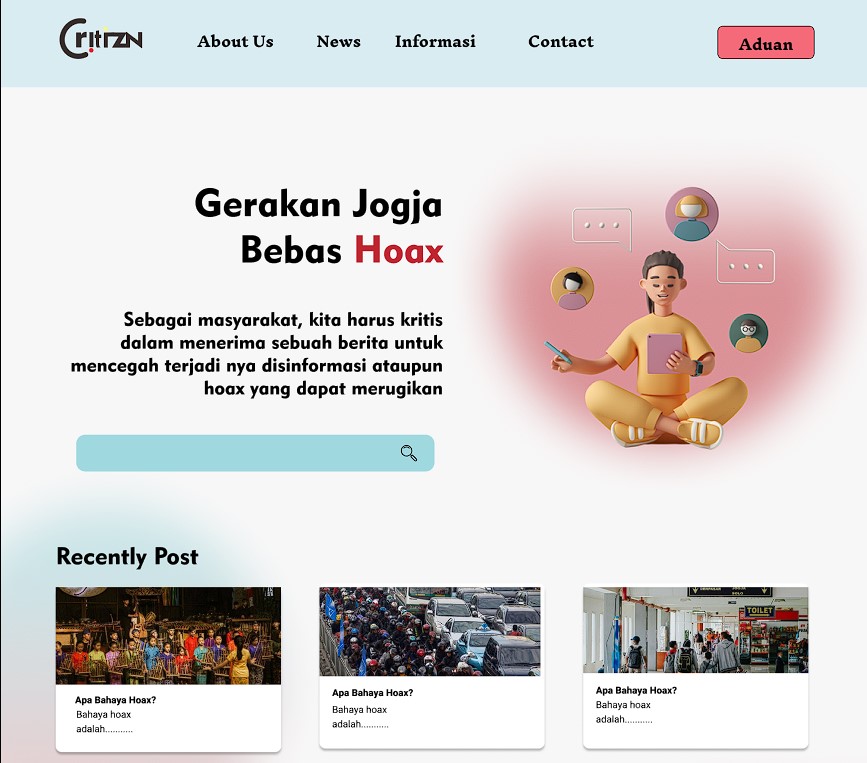 Critizn
About Us
News
Informasi
Contact
Aduan
Gerakan Jogja
Bebas Hoax
Sebagai masyarakat, kita harus kritis
dalam menerima sebuah berita untuk
mencegah terjadi nya disinformasi ataupun
hoax yang dapat merugikan
Recently Post
TOILET
SOLO
Apa Bahaya Hoax?
Bahaya hoax
adalah...........
Apa Bahaya Hoax?
Bahaya hoax
adalah...........
Apa Bahaya Hoax?
Bahaya hoax
adalah...........